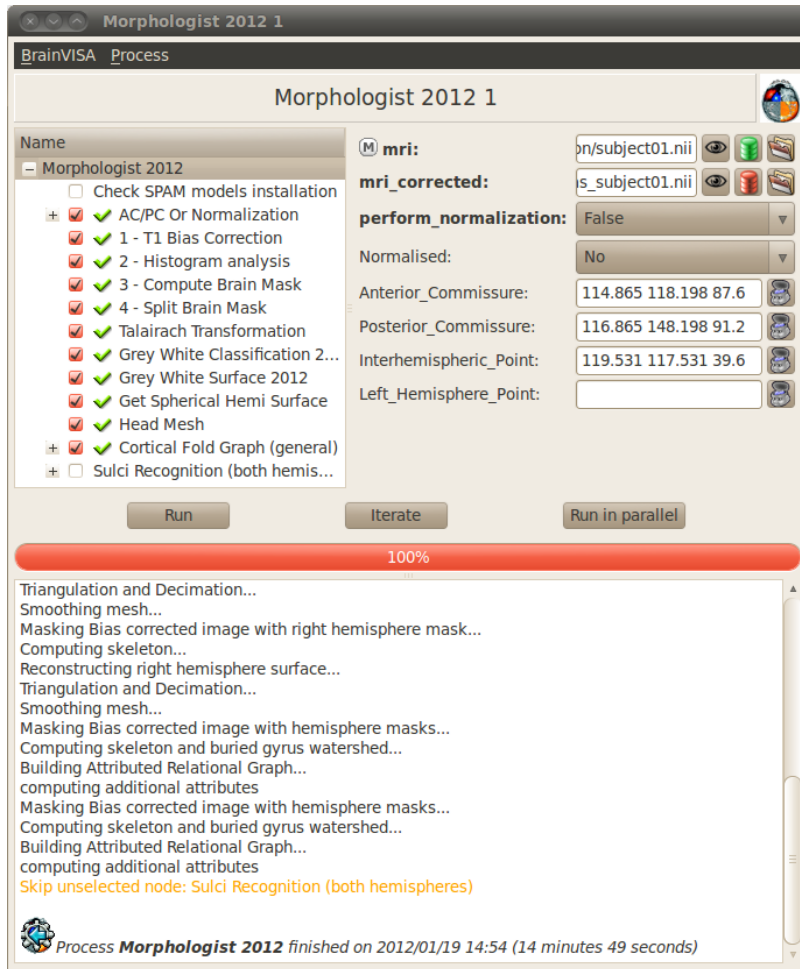 Morphologist 2012 1
BrainVISA Process
Morphologist 2012 1
Name
Morphologist 2012
Check SPAM models installation
AC/PC Or Normalization
1 - T1 Bias Correction
2 - Histogram analysis
3 - Compute Brain Mask
4 - Split Brain Mask
Talairach Transformation
Grey White Classification 2...
Grey White Surface 2012
Get Spherical Hemi Surface
Head Mesh
Cortical Fold Graph (general)
Sulci Recognition (both hemis...
M mri: on/subject01.nii
mri_corrected: as_subject01.nii
perform_normalization: False
Normalised: No
Anterior_Commissure: 114.865 118.198 87.6
Posterior_Commissure: 116.865 148.198 91.2
Interhemispheric_Point: 119.531 117.531 39.6
Left_Hemisphere_Point:
Run Iterate Run in parallel
100%
Triangulation and Decimation...
Smoothing mesh...
Masking Bias corrected image with right hemisphere mask...
Computing skeleton...
Reconstructing right hemisphere surface...
Triangulation and Decimation...
Smoothing mesh...
Masking Bias corrected image with hemisphere masks...
Computing skeleton and buried gyrus watershed...
Building Attributed Relational Graph...
computing additional attributes
Masking Bias corrected image with hemisphere masks...
Computing skeleton and buried gyrus watershed...
Building Attributed Relational Graph...
computing additional attributes
Skip unselected node: Sulci Recognition (both hemispheres)
Process Morphologist 2012 finished on 2012/01/19 14:54 (14 minutes 49 seconds)